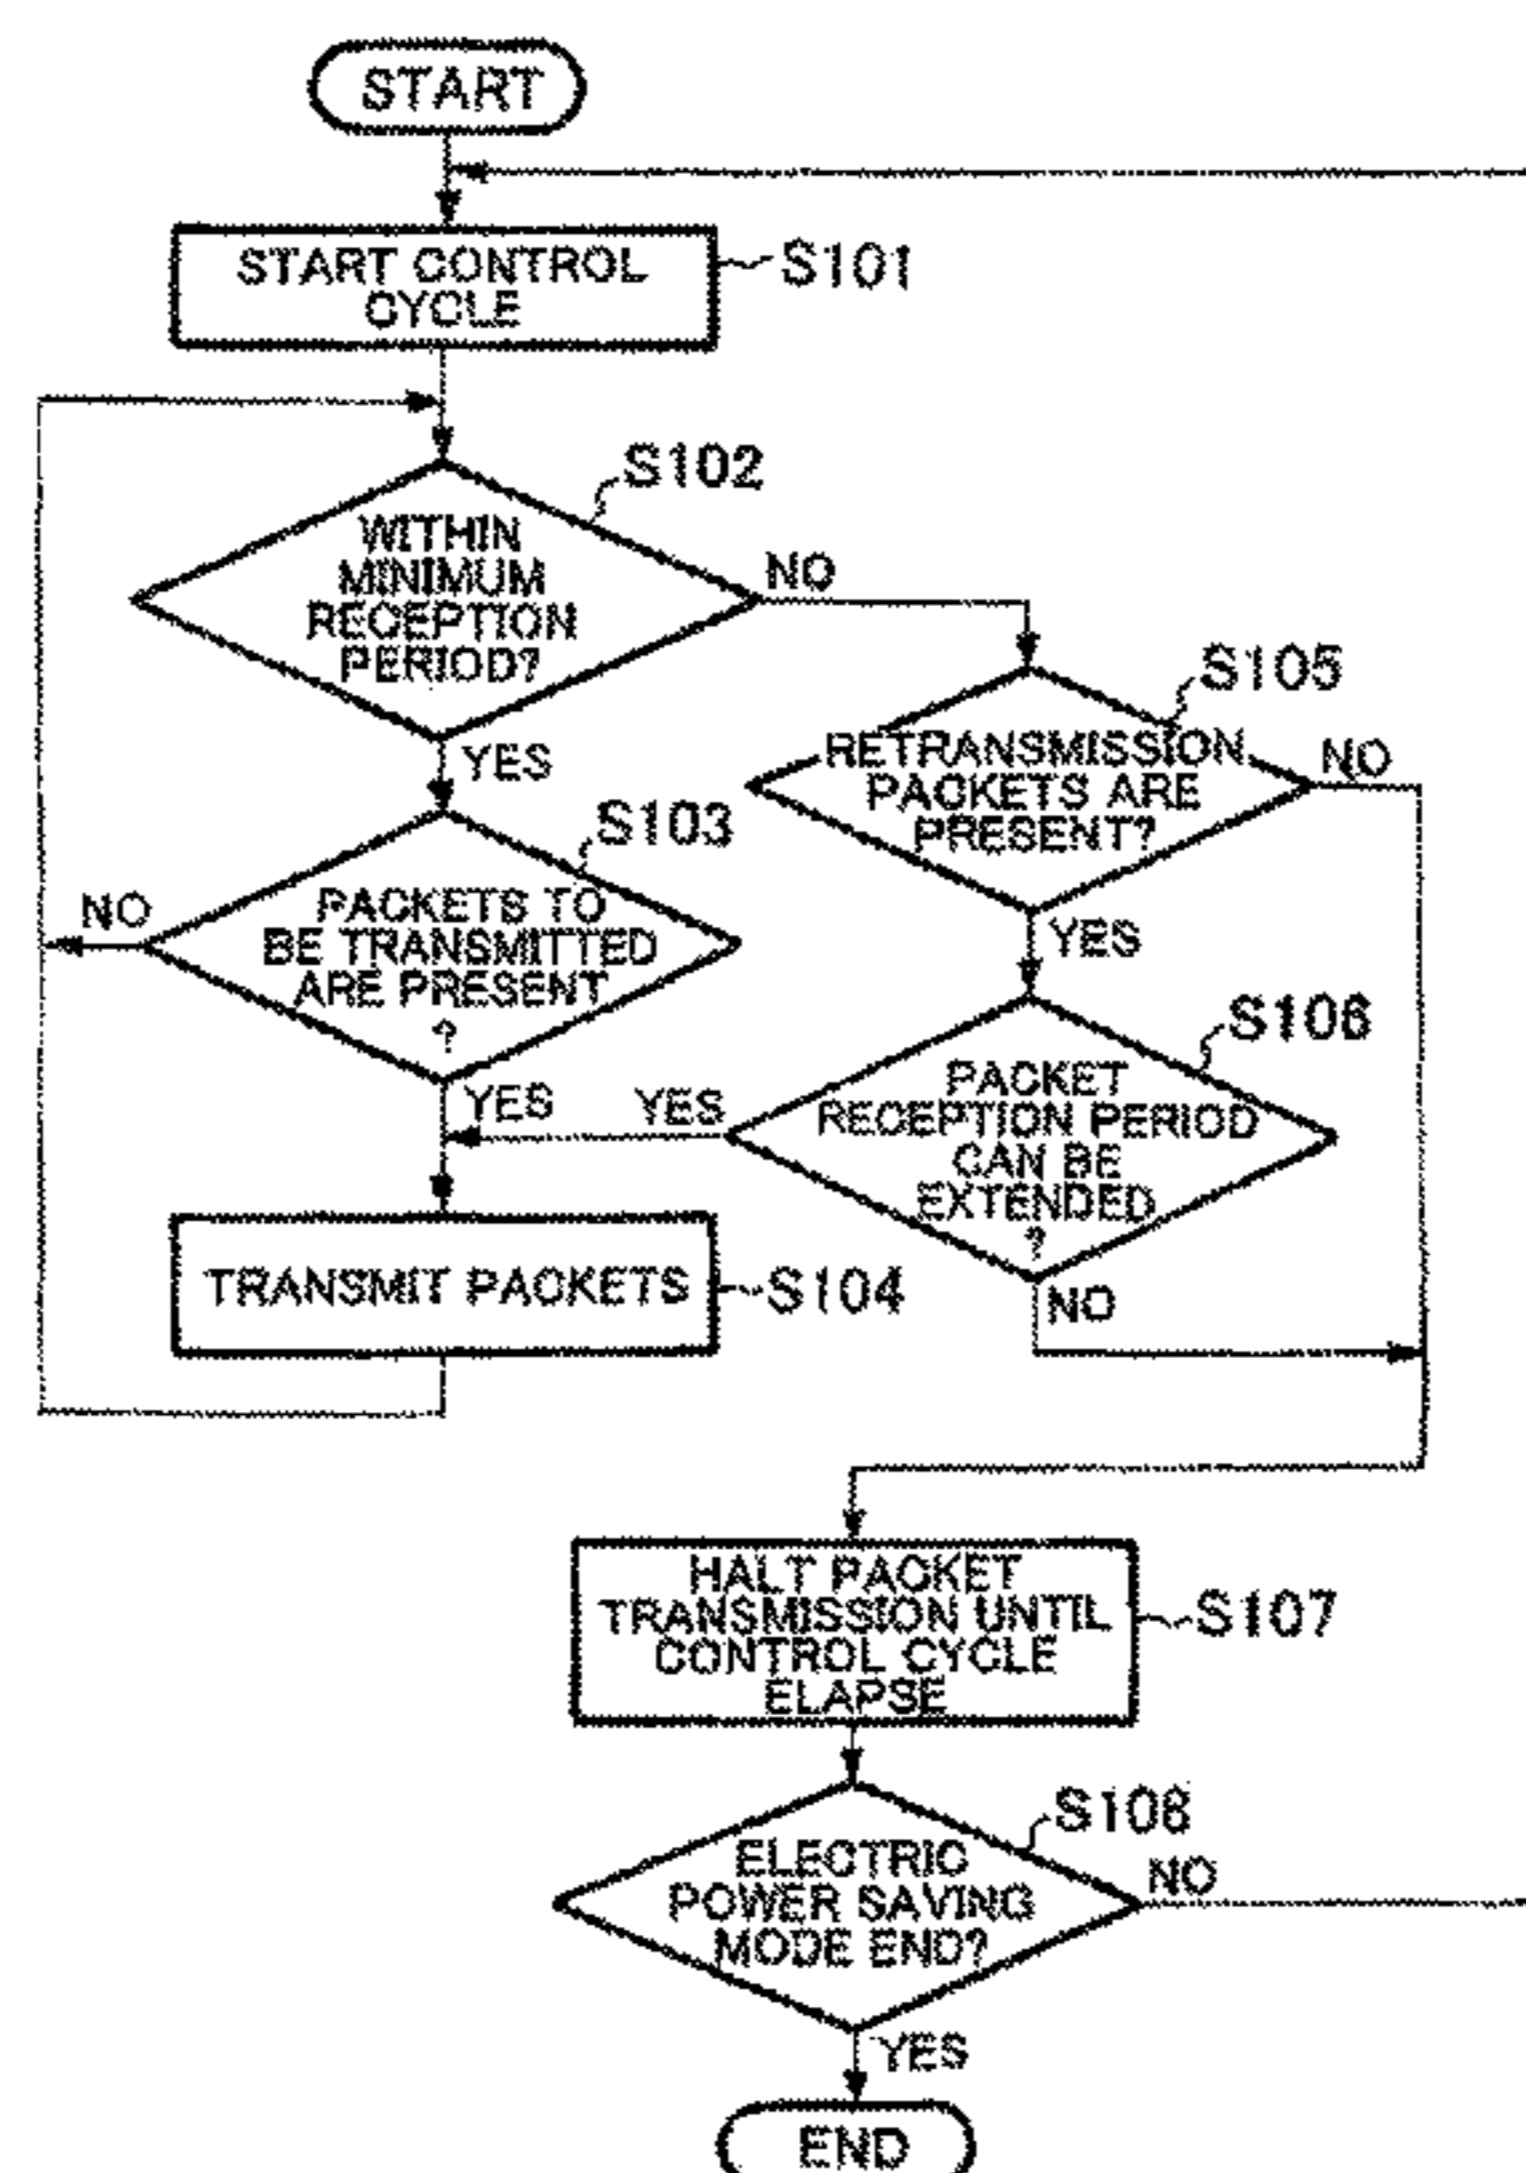 START
START CONTROL
CYCLE
S101
S102
WITHIN
MINIMUM
RECEPTION
PERIOD?
NO
YES
S105
RETRANSMISSION
PACKETS ARE
PRESENT?
NO
YES
S103
PACKETS TO
BE TRANSMITTED
ARE PRESENT
?
NO
YES
S106
PACKET
RECEPTION PERIOD
CAN BE
EXTENDED
?
YES
NO
TRANSMIT PACKETS
S104
HALT PACKET
TRANSMISSION UNTIL
CONTROL CYCLE
ELAPSE
S107
S108
ELECTRIC
POWER SAVING
MODE END?
NO
YES
END